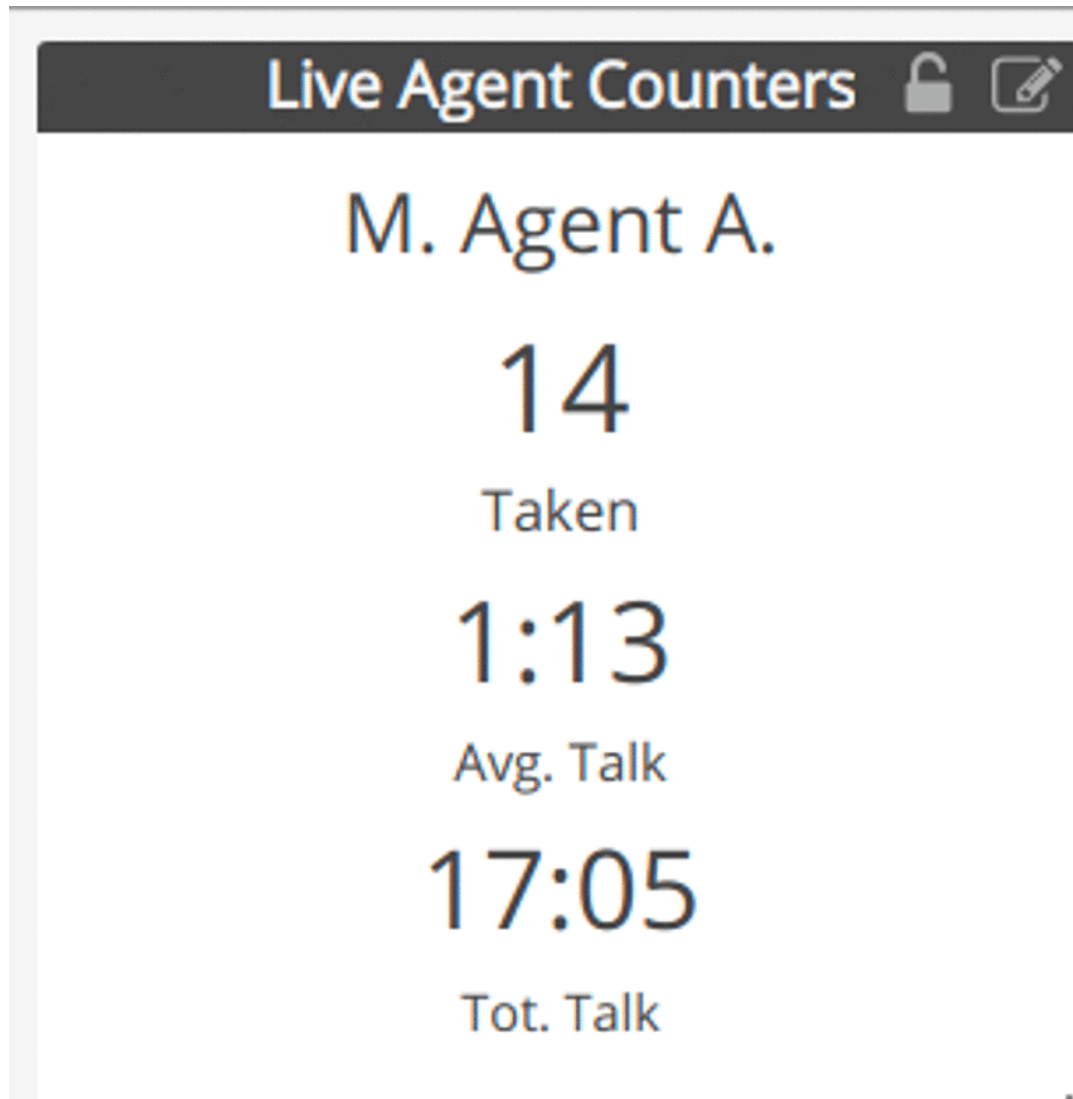 Live Agent Counters
M. Agent A.
14
Taken
1:13
Avg. Talk
17:05
Tot. Talk